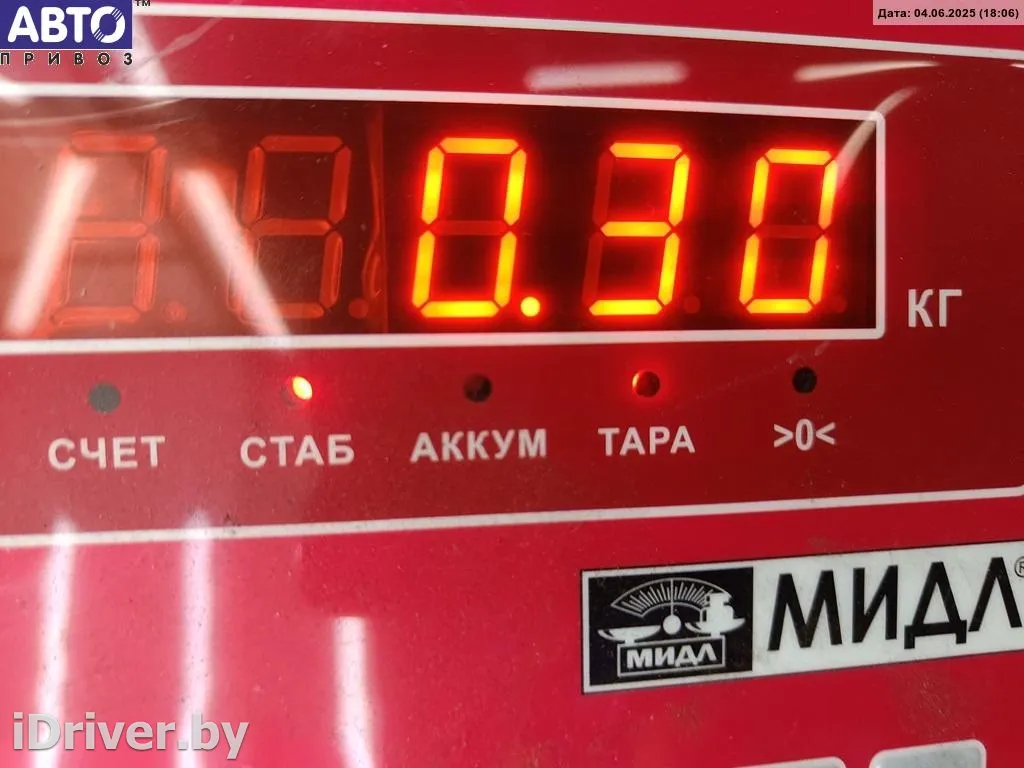 АВТО™
ПРИВОЗ
Дата: 04.06.2025 (18:06)
0.30
КГ
СЧЕТ СТАБ АККУМ ТАРА >0<
МИДЛ®
МИДЛ
iDriver.by